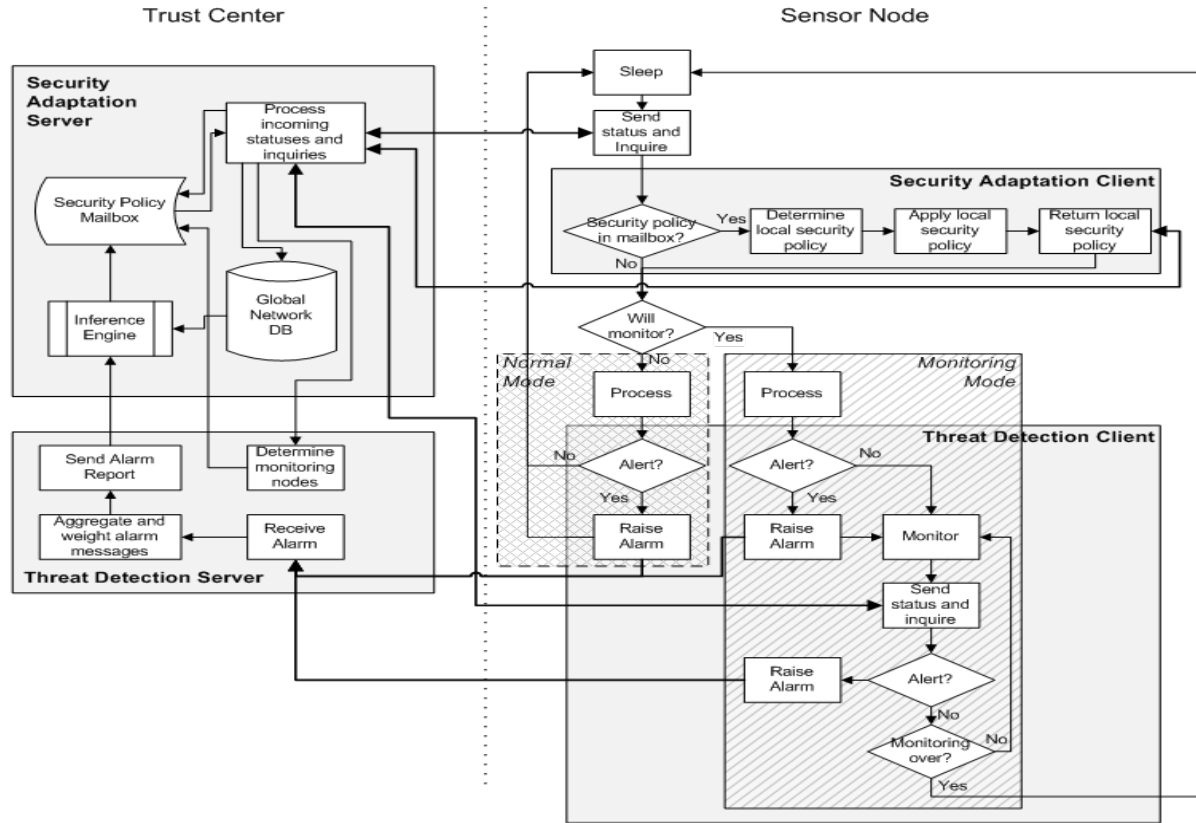 Trust Center
Sensor Node
Security
Adaptation
Server
Process
incoming
statuses and
inquiries
Security Policy
Mailbox
Inference
Engine
Global
Network
DB
Send Alarm
Report
Determine
monitoring
nodes
Aggregate and
weight alarm
messages
Receive
Alarm
Threat Detection Server
Sleep
Send
status and
Inquire
Security Adaptation Client
Security policy
in mailbox?
Yes
Determine
local security
policy
Apply local
security
policy
Return local
security
policy
No
Will
monitor?
Yes
No
Normal
Mode
Process
Monitoring
Mode
Process
Threat Detection Client
Alert?
No
Yes
Raise
Alarm
Alert?
No
Yes
Raise
Alarm
Monitor
Send
status and
inquire
Alert?
Raise
Alarm
No
Monitoring
over?
No
Yes